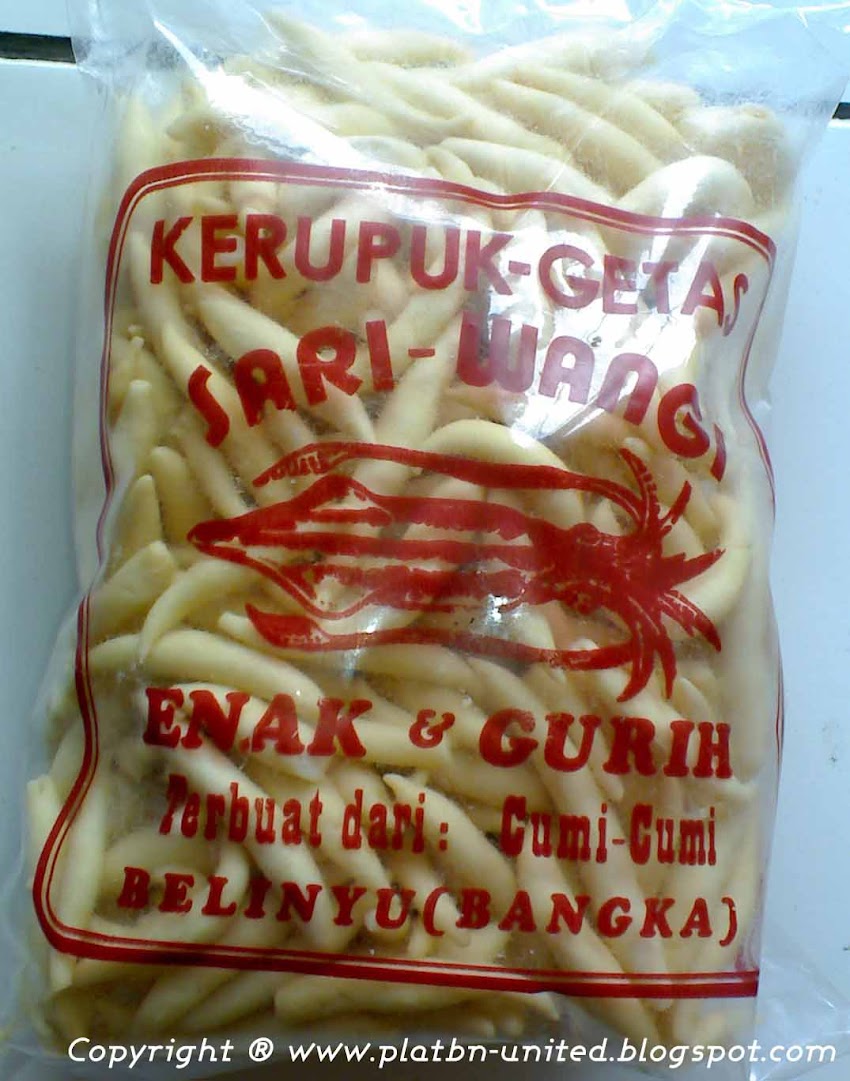 KERUPUK-GETAS
SARI-WANGI
ENAK & GURIH
Terbuat dari: Cumi-Cumi
BELINYU (BANGKA)
Copyright ® www.platbn-united.blogspot.com